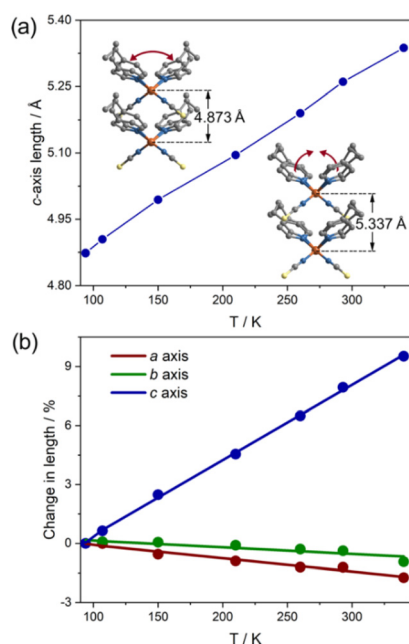 (a)
5.40
5.25
5.10
4.95
4.80
c-axis length / Å
4.873 Å
5.337 Å
100 150 200 250 300
T / K
(b)
a axis
b axis
c axis
9
6
3
0
-3
Change in length / %
100 150 200 250 300
T / K